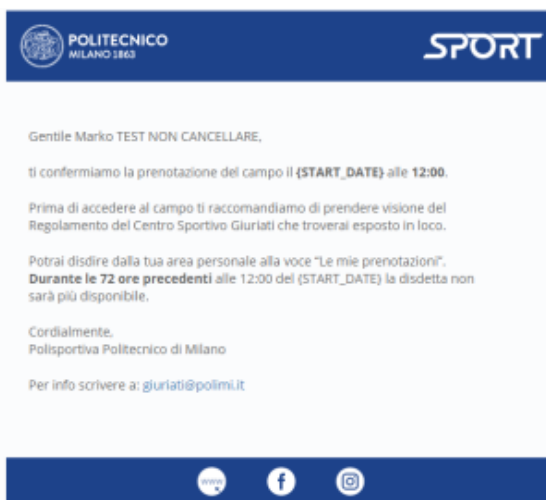 POLITECNICO
MILANO 1863
SPORT
Gentile Marko TEST NON CANCELLARE,
ti confermiamo la prenotazione del campo il {START_DATE} alle 12:00.
Prima di accedere al campo ti raccomandiamo di prendere visione del
Regolamento del Centro Sportivo Giuriati che troverai esposto in loco.
Potrai disdire dalla tua area personale alla voce “Le mie prenotazioni”.
Durante le 72 ore precedenti alle 12:00 del {START_DATE} la disdetta non
sarà più disponibile.
Cordialmente,
Polisportiva Politecnico di Milano
Per info scrivere a: giuriati@polimi.it
www